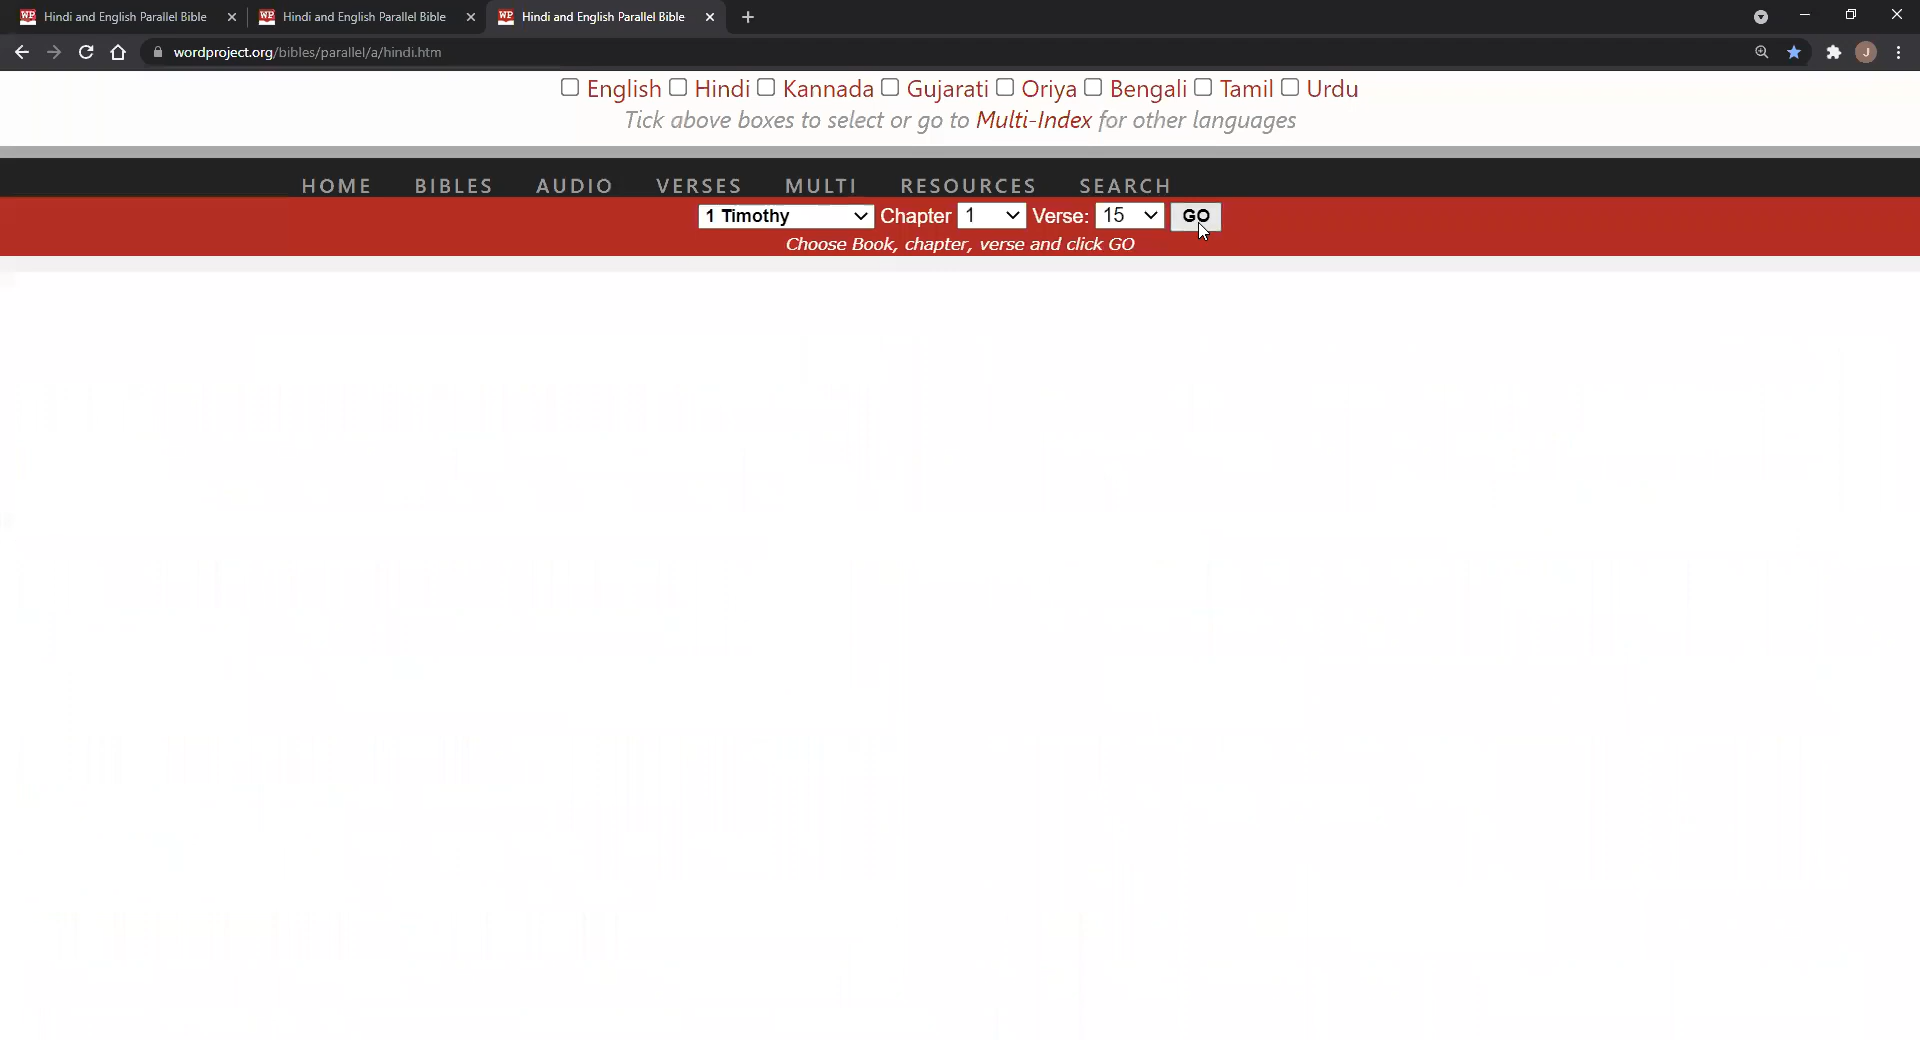 Hindi and English Parallel Bible Hindi and English Parallel Bible Hindi and English Parallel Bible
wordproject.org/bibles/parallel/a/hindi.htm J
English Hindi Kannada Gujarati Oriya Bengali Tamil Urdu
Tick above boxes to select or go to Multi-Index for other languages
HOME BIBLES AUDIO VERSES MULTI RESOURCES SEARCH
1 Timothy Chapter 1 Verse: 15 GO
Choose Book, chapter, verse and click GO